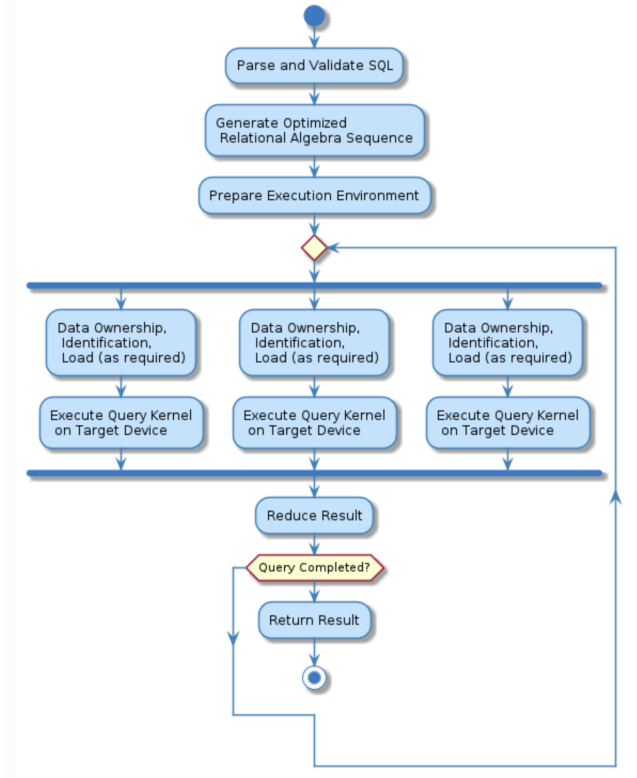 Parse and Validate SQL
Generate Optimized
Relational Algebra Sequence
Prepare Execution Environment
Data Ownership,
Identification,
Load (as required)
Data Ownership,
Identification,
Load (as required)
Data Ownership,
Identification,
Load (as required)
Execute Query Kernel
on Target Device
Execute Query Kernel
on Target Device
Execute Query Kernel
on Target Device
Reduce Result
Query Completed?
Return Result